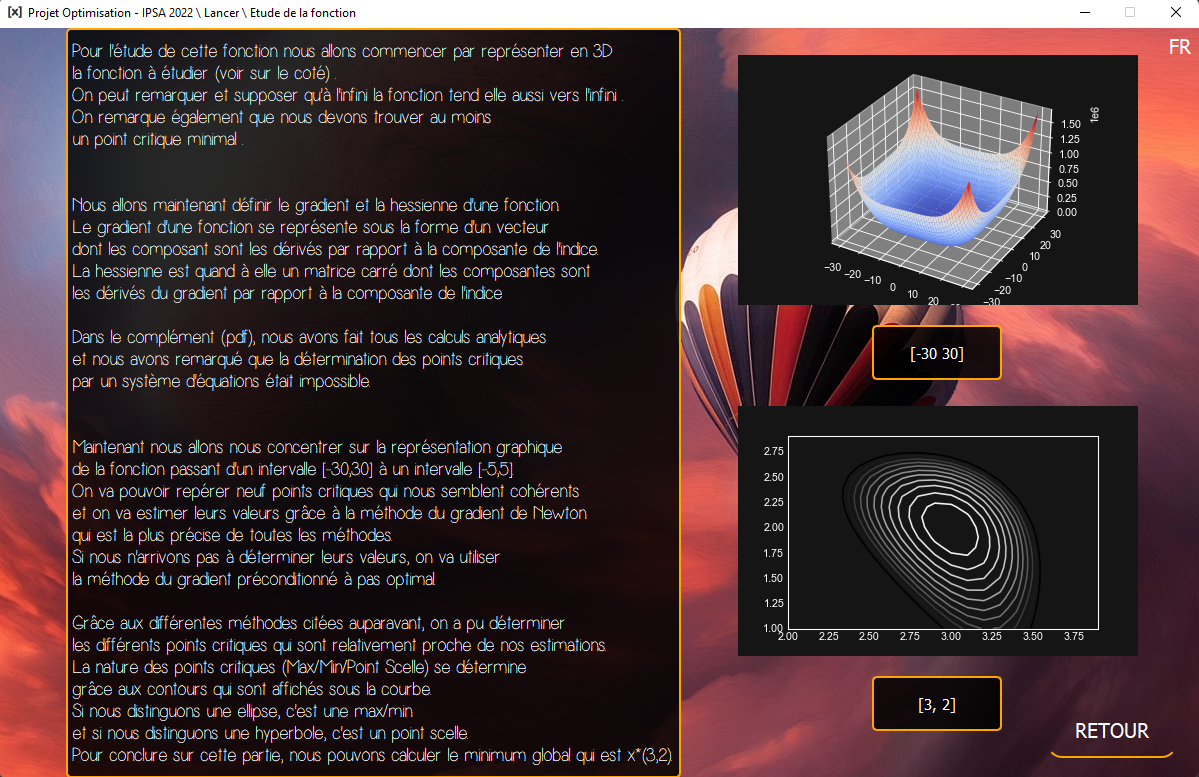 [x] Projet Optimisation - IPSA 2022 \ Lancer \ Etude de la fonction
FR
Pour l'étude de cette fonction nous allons commencer par représenter en 3D
la fonction à étudier (voir sur le coté) .
On peut remarquer et supposer qu'à l'infini la fonction tend elle aussi vers l'infini .
On remarque également que nous devons trouver au moins
un point critique minimal .
Nous allons maintenant définir le gradient et la hessienne d'une fonction.
Le gradient d'une fonction se représente sous la forme d'un vecteur
dont les composant sont les dérivés par rapport à la composante de l'indice.
La hessienne est quand à elle un matrice carré dont les composantes sont
les dérivés du gradient par rapport à la composante de l'indice
Dans le complément (pdf), nous avons fait tous les calculs analytiques
et nous avons remarqué que la détermination des points critiques
par un système d'équations était impossible.
Maintenant nous allons nous concentrer sur la représentation graphique
de la fonction passant d'un intervalle [-30,30] à un intervalle [-5,5].
On va pouvoir repérer neuf points critiques qui nous semblent cohérents
et on va estimer leurs valeurs grâce à la méthode du gradient de Newton
qui est la plus précise de toutes les méthodes.
Si nous n'arrivons pas à déterminer leurs valeurs, on va utiliser
la méthode du gradient préconditionné à pas optimal.
Grâce aux différentes méthodes citées auparavant, on a pu déterminer
les différents points critiques qui sont relativement proche de nos estimations.
La nature des points critiques (Max/Min/Point Scelle) se détermine
grâce aux contours qui sont affichés sous la courbe.
Si nous distinguons une ellipse, c'est une max/min
et si nous distinguons une hyperbole, c'est un point scelle.
Pour conclure sur cette partie, nous pouvons calculer le minimum global qui est x*(3,2).
1e6
1.50
1.25
1.00
0.75
0.50
0.25
0.00
30
20
10
0
−10
−20
−30
−30
−20
−10
0
10
20
[-30 30]
2.75
2.50
2.25
2.00
1.75
1.50
1.25
1.00
2.00 2.25 2.50 2.75 3.00 3.25 3.50 3.75
[3, 2]
RETOUR